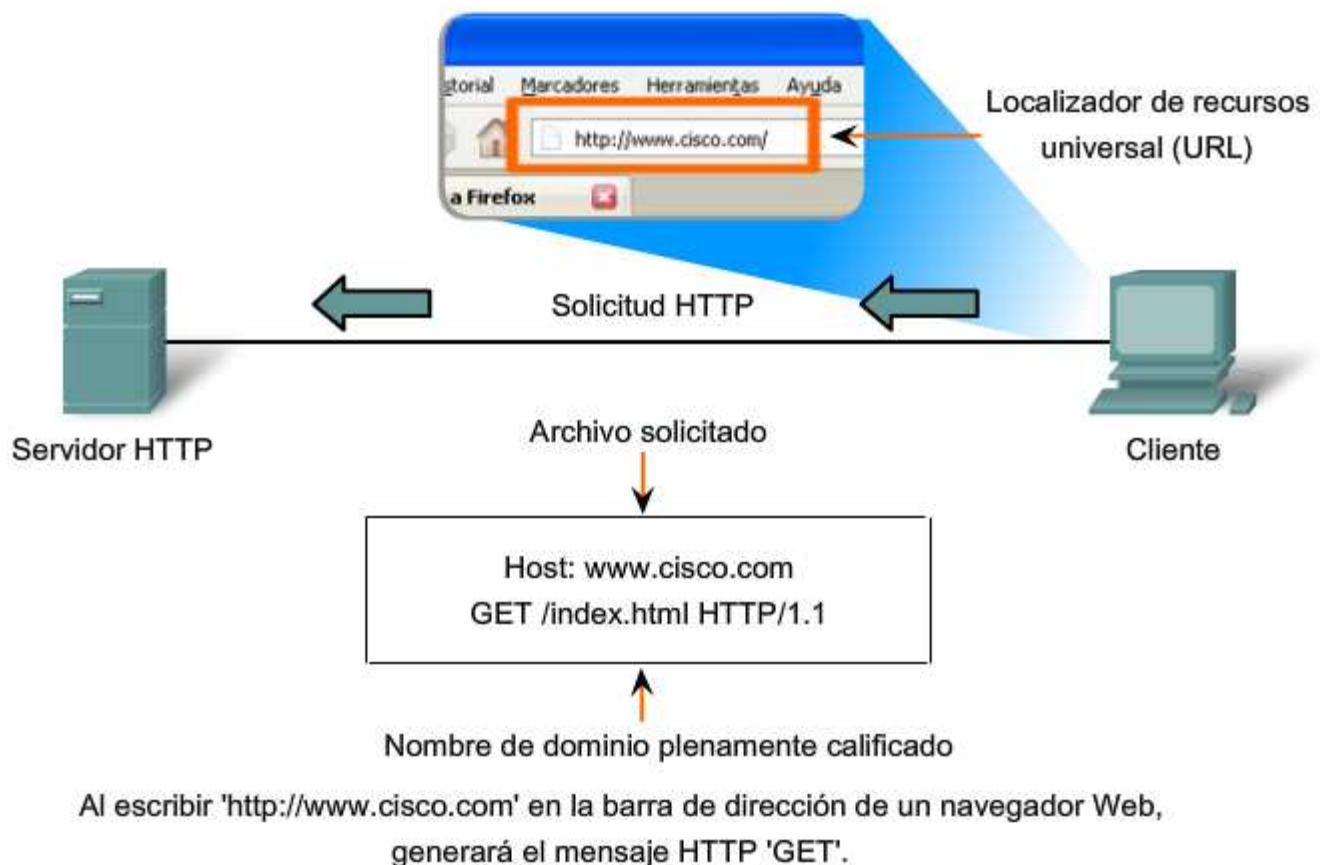 storial Marcadores Herramientas Ayuda
http://www.cisco.com/
a Firefox
Localizador de recursos
universal (URL)
Solicitud HTTP
Servidor HTTP
Archivo solicitado
Cliente
Host: www.cisco.com
GET /index.html HTTP/1.1
Nombre de dominio plenamente calificado
Al escribir 'http://www.cisco.com' en la barra de dirección de un navegador Web,
generará el mensaje HTTP 'GET'.